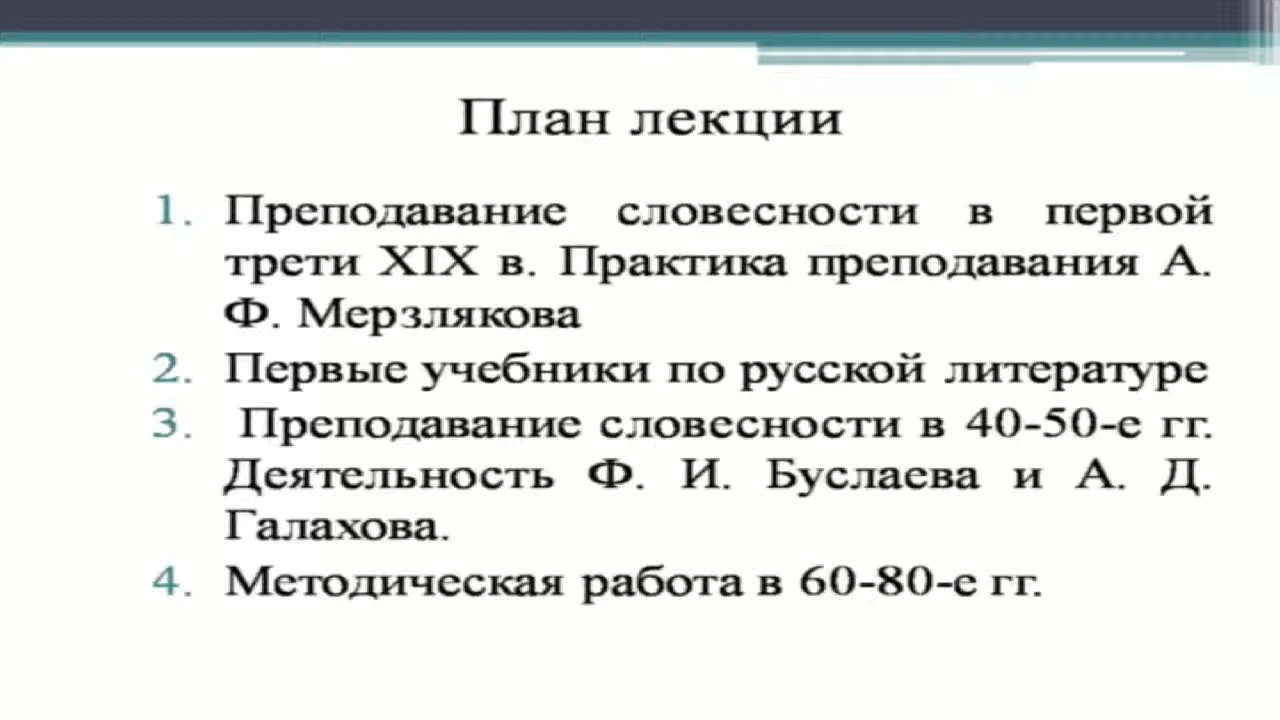 План лекции
1. Преподавание словесности в первой
трети XIX в. Практика преподавания А.
Ф. Мерзлякова
2. Первые учебники по русской литературе
3. Преподавание словесности в 40-50-е гг.
Деятельность Ф. И. Буслаева и А. Д.
Галахова.
4. Методическая работа в 60-80-е гг.